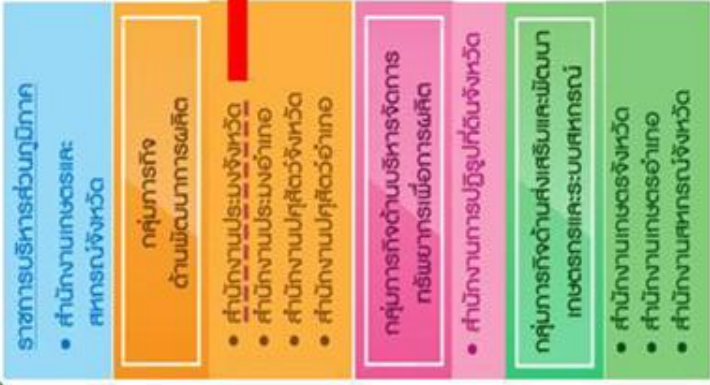 ราชการบริหารส่วนภูมิภาค
• สำนักงานเกษตรและ
สหกรณ์จังหวัด
กลุ่มภารกิจ
ด้านพัฒนาการผลิต
• สำนักงานประมงจังหวัด
• สำนักงานประมงอำเภอ
• สำนักงานปศุสัตว์จังหวัด
• สำนักงานปศุสัตว์อำเภอ
กลุ่มภารกิจด้านบริหารจัดการ
ทรัพยากรเพื่อการผลิต
• สำนักงานการปฏิรูปที่ดินจังหวัด
กลุ่มภารกิจด้านส่งเสริมและพัฒนา
เกษตรกรและระบบสหกรณ์
• สำนักงานเกษตรจังหวัด
• สำนักงานเกษตรอำเภอ
• สำนักงานสหกรณ์จังหวัด